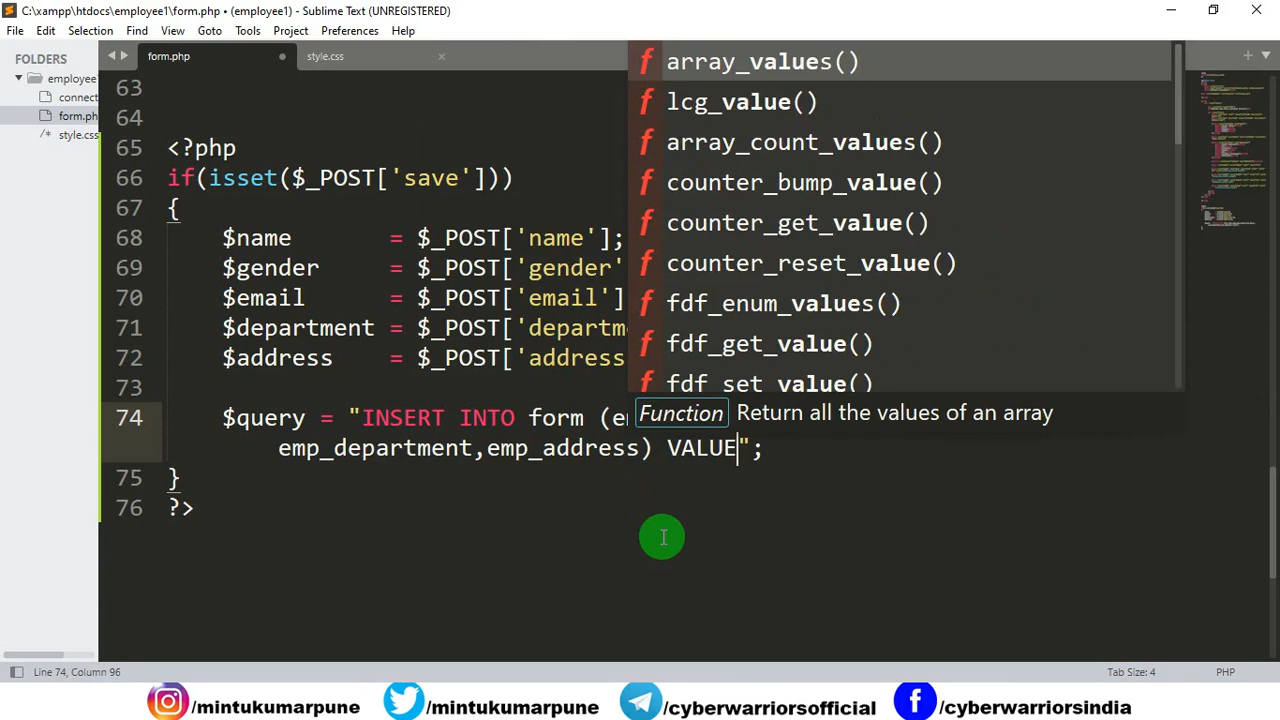 C:\xampp\htdocs\employee1\form.php • (employee1) - Sublime Text (UNREGISTERED)
File Edit Selection Find View Goto Tools Project Preferences Help
FOLDERS
employee
connect
form.ph
/* style.css
form.php
style.css
63
64
65 <?php
66 if(isset($_POST['save']))
67 {
68 $name = $_POST['name'];
69 $gender = $_POST['gender'
70 $email = $_POST['email']
71 $department = $_POST['departm
72 $address = $_POST['address
73
74 $query = "INSERT INTO form (e
emp_department,emp_address) VALUE";
75 }
76 ?>
f array_values()
f lcg_value()
f array_count_values()
f counter_bump_value()
f counter_get_value()
f counter_reset_value()
f fdf_enum_values()
f fdf_get_value()
f fdf_set_value()
Function Return all the values of an array
Line 74, Column 96
Tab Size: 4
PHP
/mintukumarpune /mintukumarpune /cyberwarriorsofficial /cyberwarriorsindia